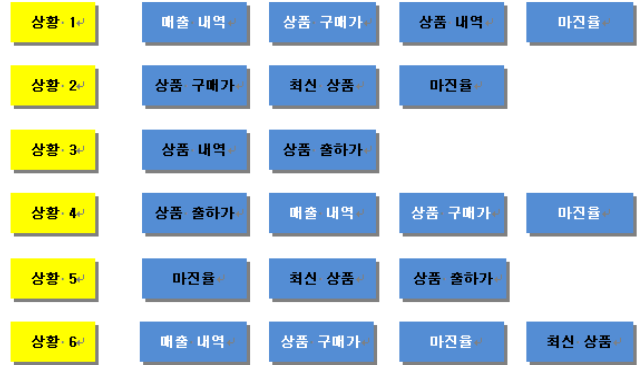 상황 1 매출 내역 상품 구매가 상품 내역 마진율
상황 2 상품 구매가 최신 상품 마진율
상황 3 상품 내역 상품 출하가
상황 4 상품 출하가 매출 내역 상품 구매가 마진율
상황 5 마진율 최신 상품 상품 출하가
상황 6 매출 내역 상품 구매가 마진율 최신 상품